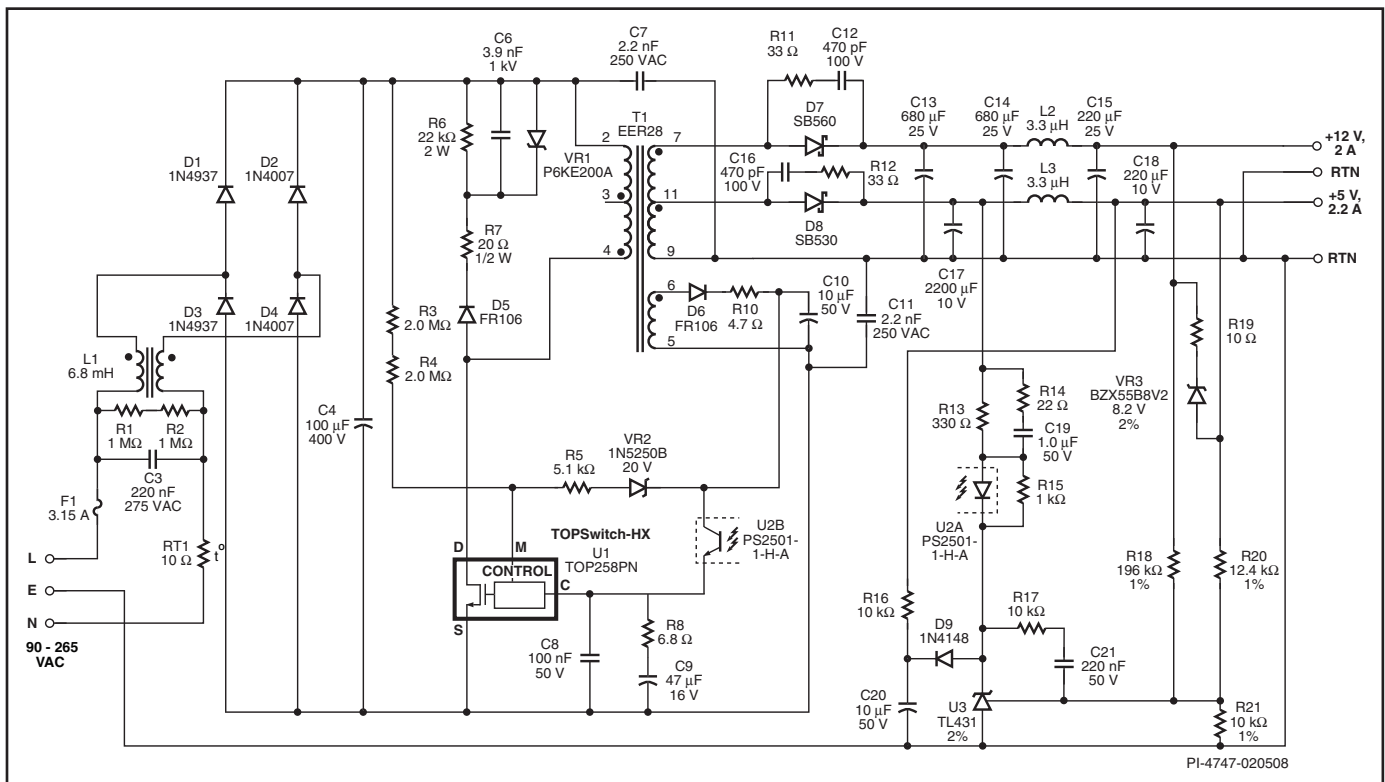 C6
3.9 nF
1 kV
C7
2.2 nF
250 VAC
R11
33 Ω
C12
470 pF
100 V
D7
SB560
C13
680 µF
25 V
C14
680 µF
25 V
L2
3.3 µH
C15
220 µF
25 V
+12 V,
2 A
RTN
+5 V,
2.2 A
RTN
R6
22 kΩ
2 W
VR1
P6KE200A
T1
EER28
2
3
4
7
11
9
6
5
C16
470 pF
100 V
R12
33 Ω
D8
SB530
L3
3.3 µH
C18
220 µF
10 V
D1
1N4937
D2
1N4007
D3
1N4937
D4
1N4007
R7
20 Ω
1/2 W
D5
FR106
R3
2.0 MΩ
R4
2.0 MΩ
D6
FR106
R10
4.7 Ω
C10
10 µF
50 V
C11
2.2 nF
250 VAC
C17
2200 µF
10 V
R19
10 Ω
VR3
BZX55B8V2
8.2 V
2%
L1
6.8 mH
R1
1 MΩ
R2
1 MΩ
C3
220 nF
275 VAC
C4
100 µF
400 V
R13
330 Ω
R14
22 Ω
C19
1.0 µF
50 V
R15
1 kΩ
U2A
PS2501-
1-H-A
F1
3.15 A
RT1
10 Ω
t°
L
E
N
90 - 265
VAC
R5
5.1 kΩ
VR2
1N5250B
20 V
U2B
PS2501-
1-H-A
TOPSwitch-HX
U1
TOP258PN
D
M
CONTROL
C
S
C8
100 nF
50 V
R8
6.8 Ω
C9
47 µF
16 V
R16
10 kΩ
D9
1N4148
R17
10 kΩ
C21
220 nF
50 V
R18
196 kΩ
1%
R20
12.4 kΩ
1%
C20
10 µF
50 V
U3
TL431
2%
R21
10 kΩ
1%
PI-4747-020508